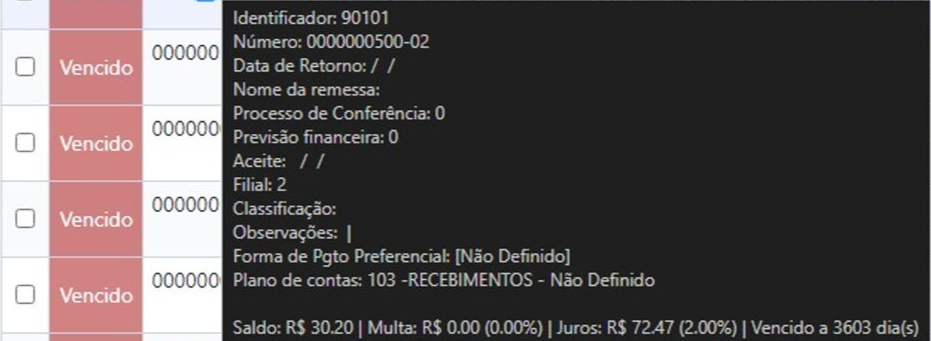 Identificador: 90101
Número: 0000000500-02
Data de Retorno: / /
Nome da remessa:
Processo de Conferência: 0
Previsão financeira: 0
Aceite: / /
Filial: 2
Classificação:
Observações: |
Forma de Pgto Preferencial: [Não Definido]
Plano de contas: 103 -RECEBIMENTOS - Não Definido
Saldo: R$ 30.20 | Multa: R$ 0.00 (0.00%) | Juros: R$ 72.47 (2.00%) | Vencido a 3603 dia(s)
Vencido 000000
Vencido 000000
Vencido 000000
Vencido 000000